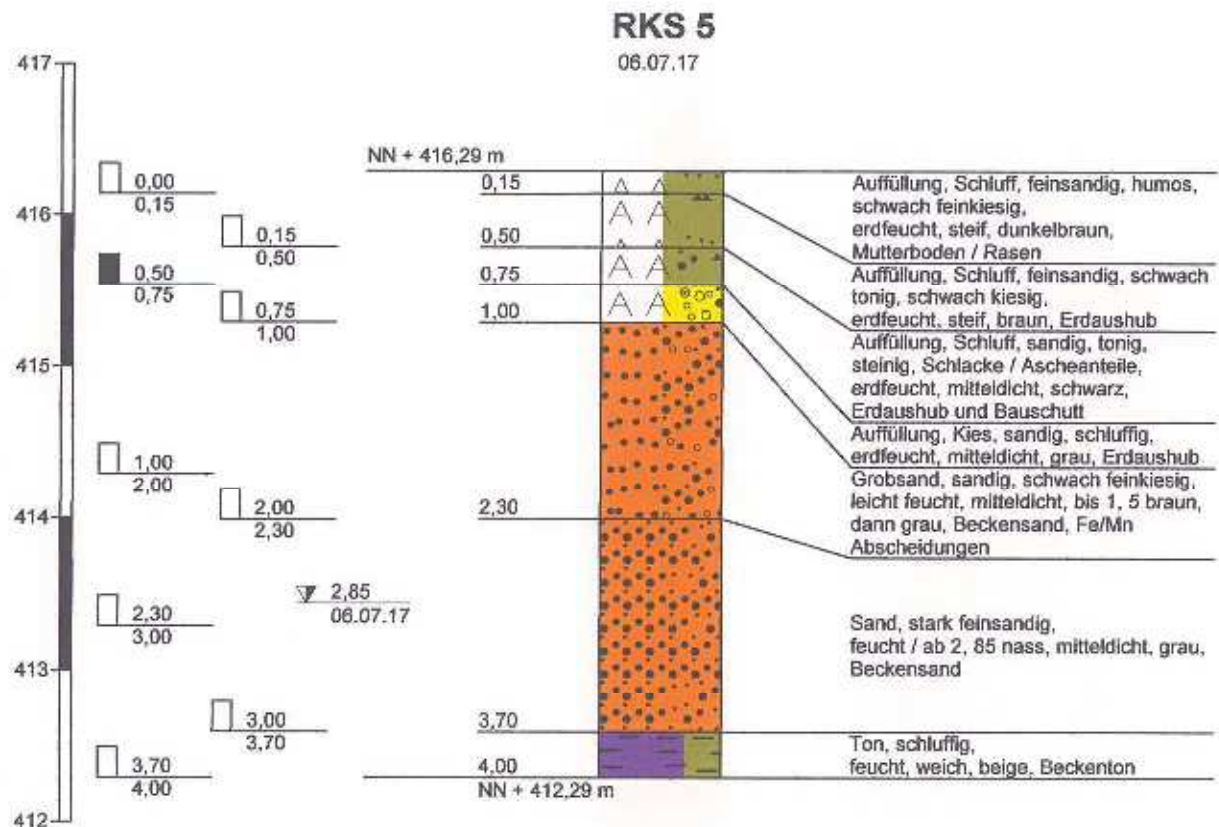 RKS 5
06.07.17
417
416
415
414
413
412
0,00
0,15
0,15
0,50
0,50
0,75
0,75
1,00
1,00
2,00
2,00
2,30
2,30
3,00
3,00
3,70
3,70
4,00
2,85
06.07.17
NN + 416,29 m
0,15
0,50
0,75
1,00
2,30
3,70
4,00
NN + 412,29 m
A A
A A
A A
A A
Auffüllung, Schluff, feinsandig, humos,
schwach feinkiesig,
erdfeucht, steif, dunkelbraun,
Mutterboden / Rasen
Auffüllung, Schluff, feinsandig, schwach
tonig, schwach kiesig,
erdfeucht, steif, braun, Erdaushub
Auffüllung, Schluff, sandig, tonig,
steinig, Schlacke / Ascheanteile,
erdfeucht, mitteldicht, schwarz,
Erdaushub und Bauschutt
Auffüllung, Kies, sandig, schluffig,
erdfeucht, mitteldicht, grau, Erdaushub
Grobsand, sandig, schwach feinkiesig,
leicht feucht, mitteldicht, bis 1, 5 braun,
dann grau, Beckensand, Fe/Mn
Abscheidungen
Sand, stark feinsandig,
feucht / ab 2, 85 nass, mitteldicht, grau,
Beckensand
Ton, schluffig,
feucht, weich, beige, Beckenton